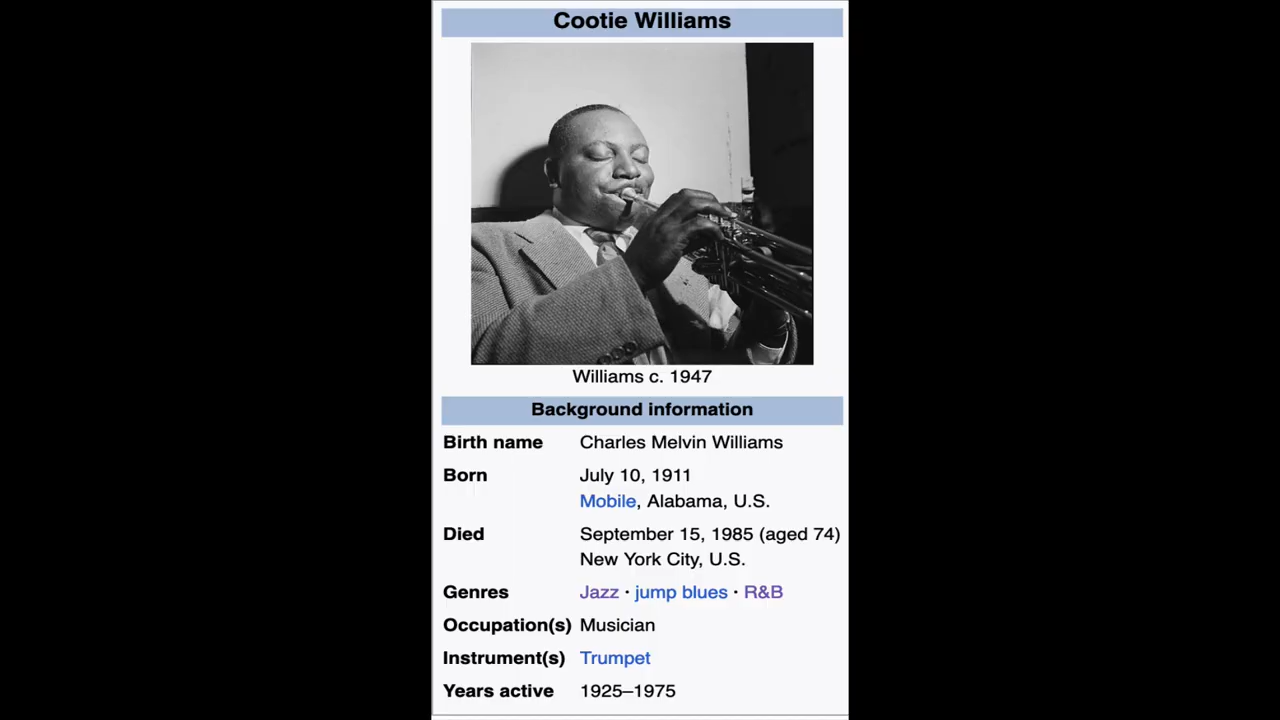 Cootie Williams
Williams c. 1947
Background information
Birth name Charles Melvin Williams
Born July 10, 1911
Mobile, Alabama, U.S.
Died September 15, 1985 (aged 74)
New York City, U.S.
Genres Jazz · jump blues · R&B
Occupation(s) Musician
Instrument(s) Trumpet
Years active 1925–1975